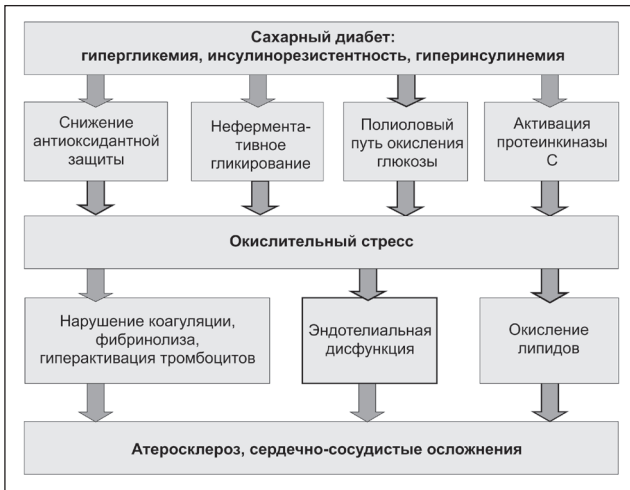 Сахарный диабет:
гипергликемия, инсулинорезистентность, гиперинсулинемия
Снижение
антиоксидантной
защиты
Нефермента-
тивное
гликирование
Полиоловый
путь окисления
глюкозы
Активация
протеинкиназы
С
Окислительный стресс
Нарушение коагуляции,
фибринолиза,
гиперактивация тромбоцитов
Эндотелиальная
дисфункция
Окисление
липидов
Атеросклероз, сердечно-сосудистые осложнения